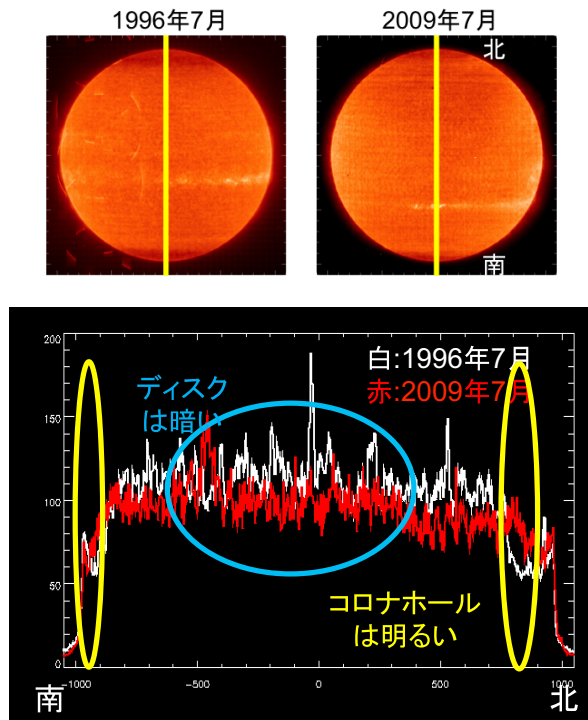 1996年7月
2009年7月
北
南
200
150
100
50
0
白:1996年7月
赤:2009年7月
ディスク
は暗い
コロナホール
は明るい
-1000
-500
0
500
1000
南
北